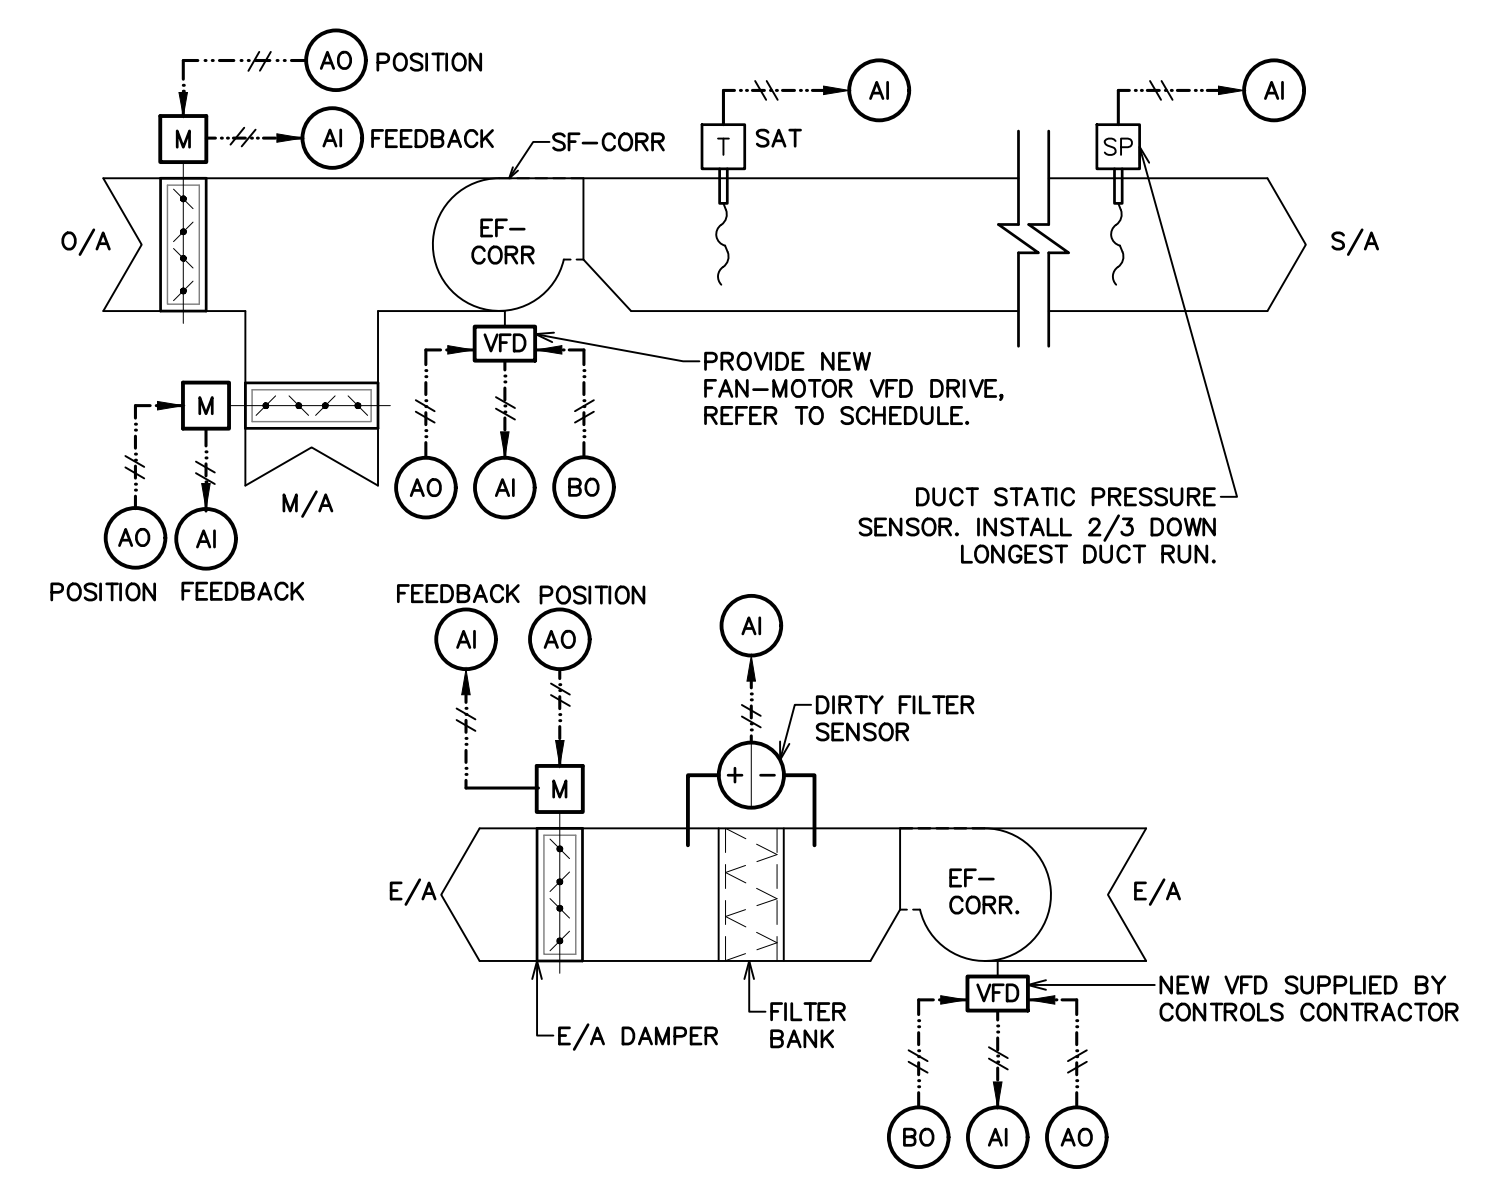 AO POSITION
M
AI FEEDBACK
SF-CORR
T SAT
AI
SP
AI
O/A
EF-
CORR
S/A
VFD
PROVIDE NEW
FAN-MOTOR VFD DRIVE,
REFER TO SCHEDULE.
M
M/A
AO AI BO
AO AI
POSITION FEEDBACK
DUCT STATIC PRESSURE
SENSOR. INSTALL 2/3 DOWN
LONGEST DUCT RUN.
FEEDBACK POSITION
AI AO
AI
DIRTY FILTER
SENSOR
M
+ -
E/A
EF-
CORR.
E/A
VFD
NEW VFD SUPPLIED BY
CONTROLS CONTRACTOR
E/A DAMPER
FILTER
BANK
BO AI AO